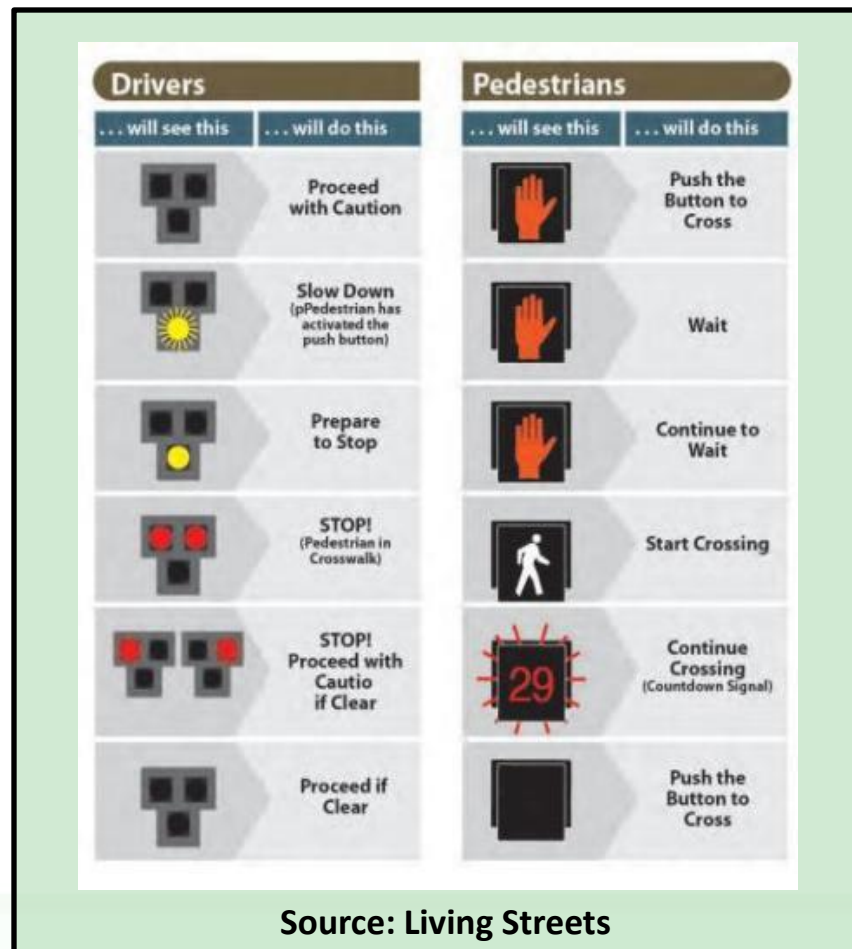 Drivers
... will see this
... will do this
Proceed
with Caution
Slow Down
(pPedestrian has
activated the
push button)
Prepare
to Stop
STOP!
(Pedestrian in
Crosswalk)
STOP!
Proceed with
Cautio
if Clear
Proceed if
Clear
Pedestrians
... will see this
... will do this
Push the
Button to
Cross
Wait
Continue to
Wait
Start Crossing
29
Continue
Crossing
(Countdown Signal)
Push the
Button to
Cross
Source: Living Streets